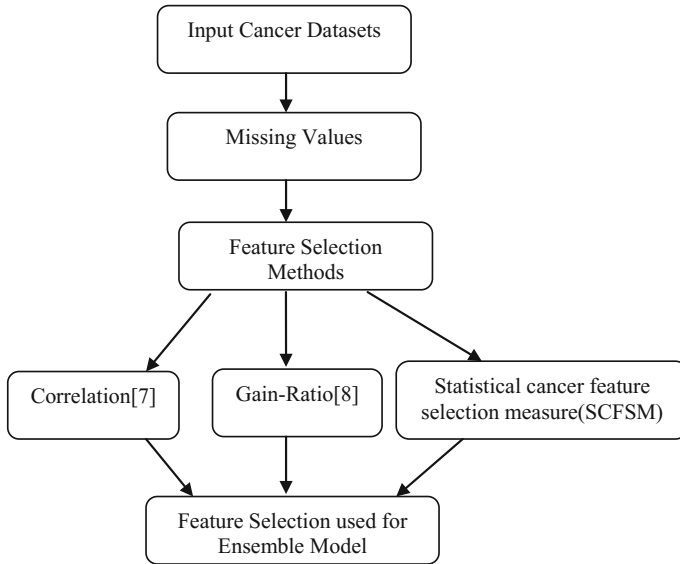 Input Cancer Datasets
Missing Values
Feature Selection
Methods
Correlation[7]
Gain-Ratio[8]
Statistical cancer feature
selection measure(SCFSM)
Feature Selection used for
Ensemble Model